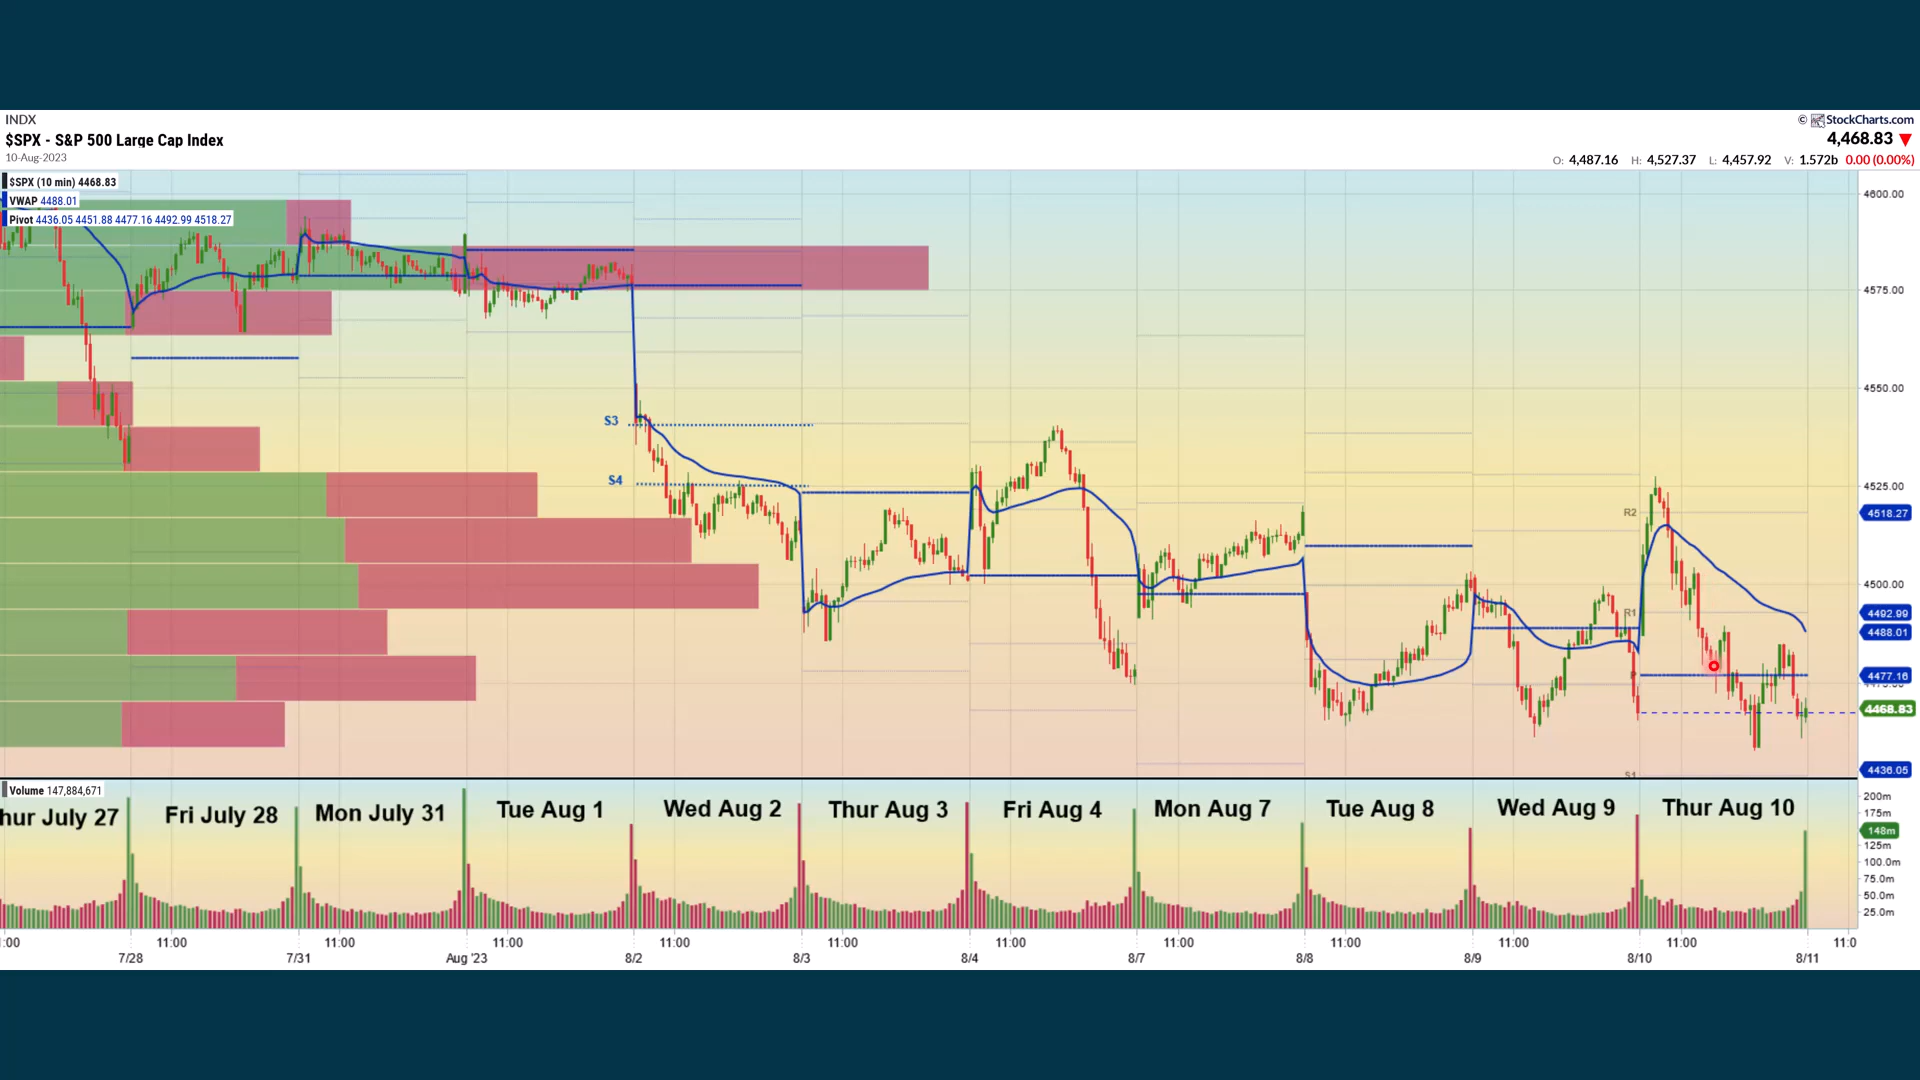 INDX
© StockCharts.com
$SPX - S&P 500 Large Cap Index
4,468.83
10-Aug-2023
O: 4,487.16 H: 4,527.37 L: 4,457.92 V: 1.572b 0.00 (0.00%)
$SPX (10 min) 4468.83
VWAP 4488.01
Pivot 4436.05 4451.88 4477.16 4492.99 4518.27
4600.00
4575.00
4550.00
S3
S4
4525.00
R2
4518.27
4500.00
R1
4492.99
4488.01
P
4477.16
4468.83
S1
4436.05
Volume 147,884,671
200m
175m
148m
125m
100.0m
75.0m
50.0m
25.0m
hur July 27 Fri July 28 Mon July 31 Tue Aug 1 Wed Aug 2 Thur Aug 3 Fri Aug 4 Mon Aug 7 Tue Aug 8 Wed Aug 9 Thur Aug 10
:00 11:00 11:00 11:00 11:00 11:00 11:00 11:00 11:00 11:00 11:00 11:0
7/28 7/31 Aug '23 8/2 8/3 8/4 8/7 8/8 8/9 8/10 8/11